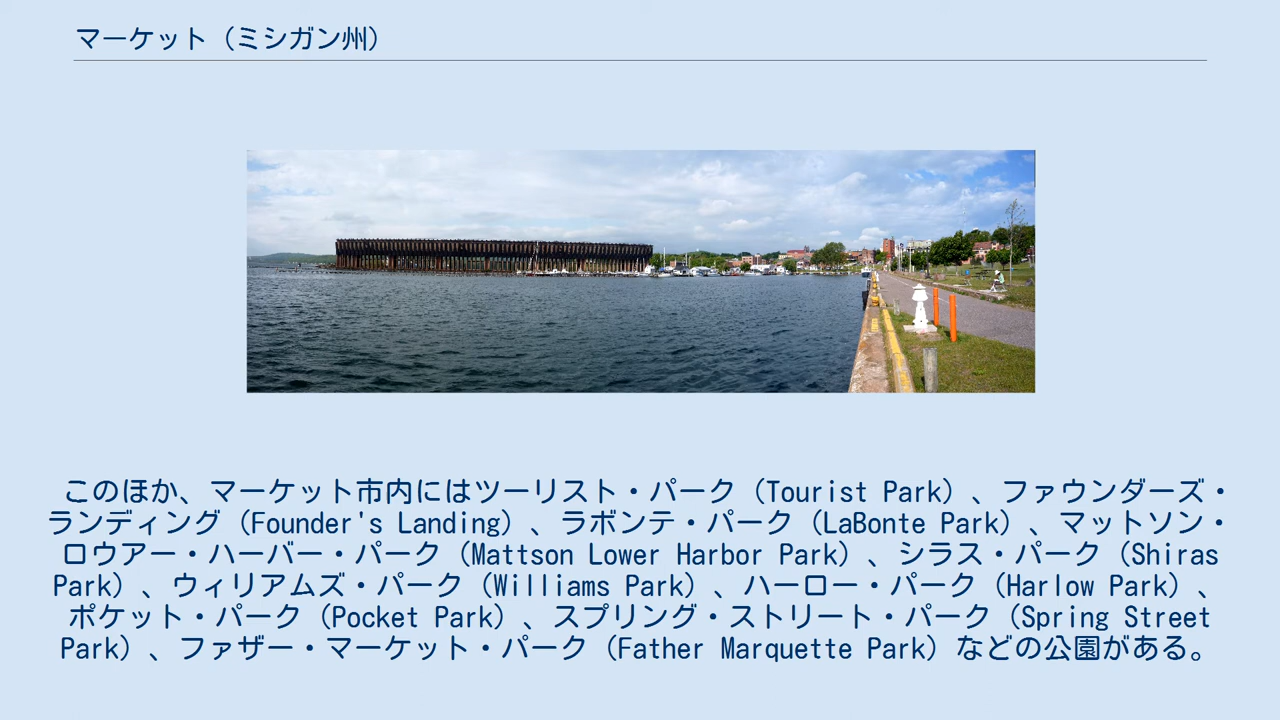 マーケット（ミシガン州）
このほか、マーケット市内にはツーリスト・パーク（Tourist Park）、ファウンダーズ・
ランディング（Founder's Landing）、ラボンテ・パーク（LaBonte Park）、マットソン・
ロウアー・ハーバー・パーク（Mattson Lower Harbor Park）、シラス・パーク（Shiras
Park）、ウィリアムズ・パーク（Williams Park）、ハーロー・パーク（Harlow Park）、
ポケット・パーク（Pocket Park）、スプリング・ストリート・パーク（Spring Street
Park）、ファザー・マーケット・パーク（Father Marquette Park）などの公園がある。